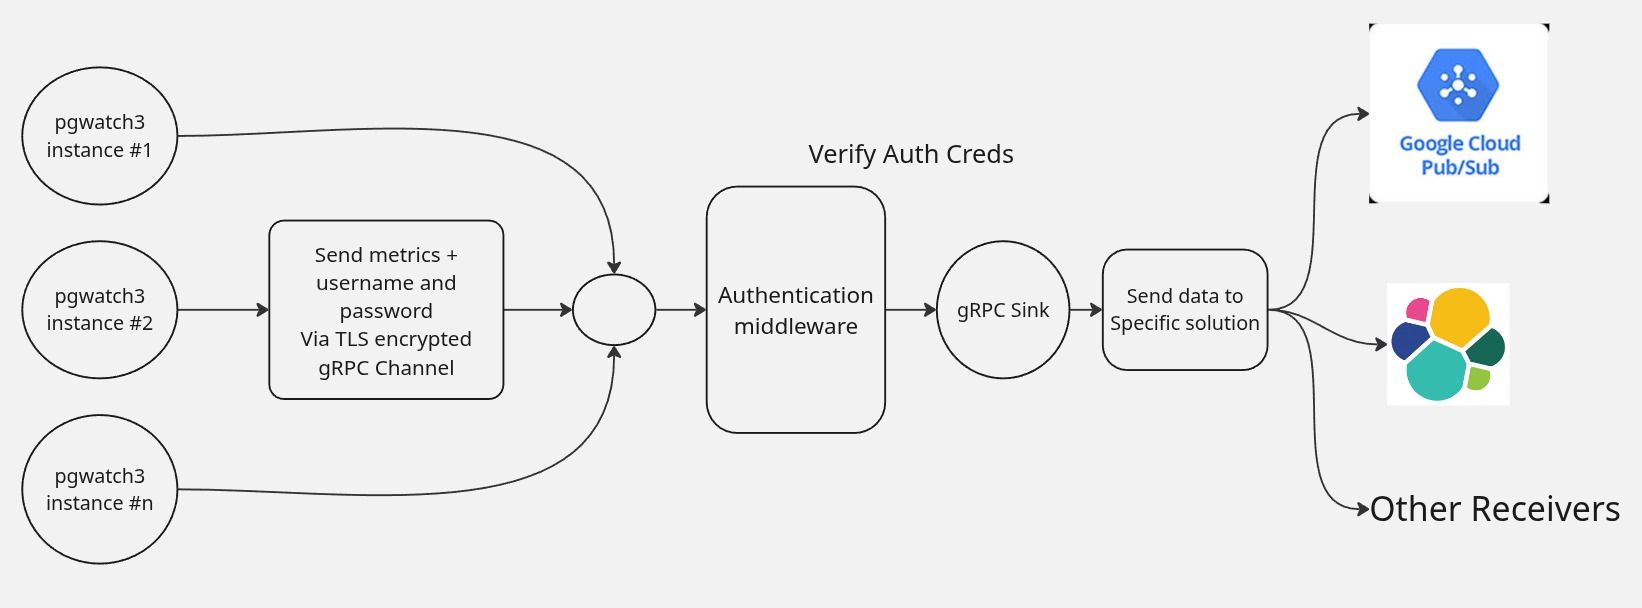 pgwatch3
instance #1
pgwatch3
instance #2
pgwatch3
instance #n
Send metrics +
username and
password
Via TLS encrypted
gRPC Channel
Verify Auth Creds
Authentication
middleware
gRPC Sink
Send data to
Specific solution
Google Cloud
Pub/Sub
Other Receivers